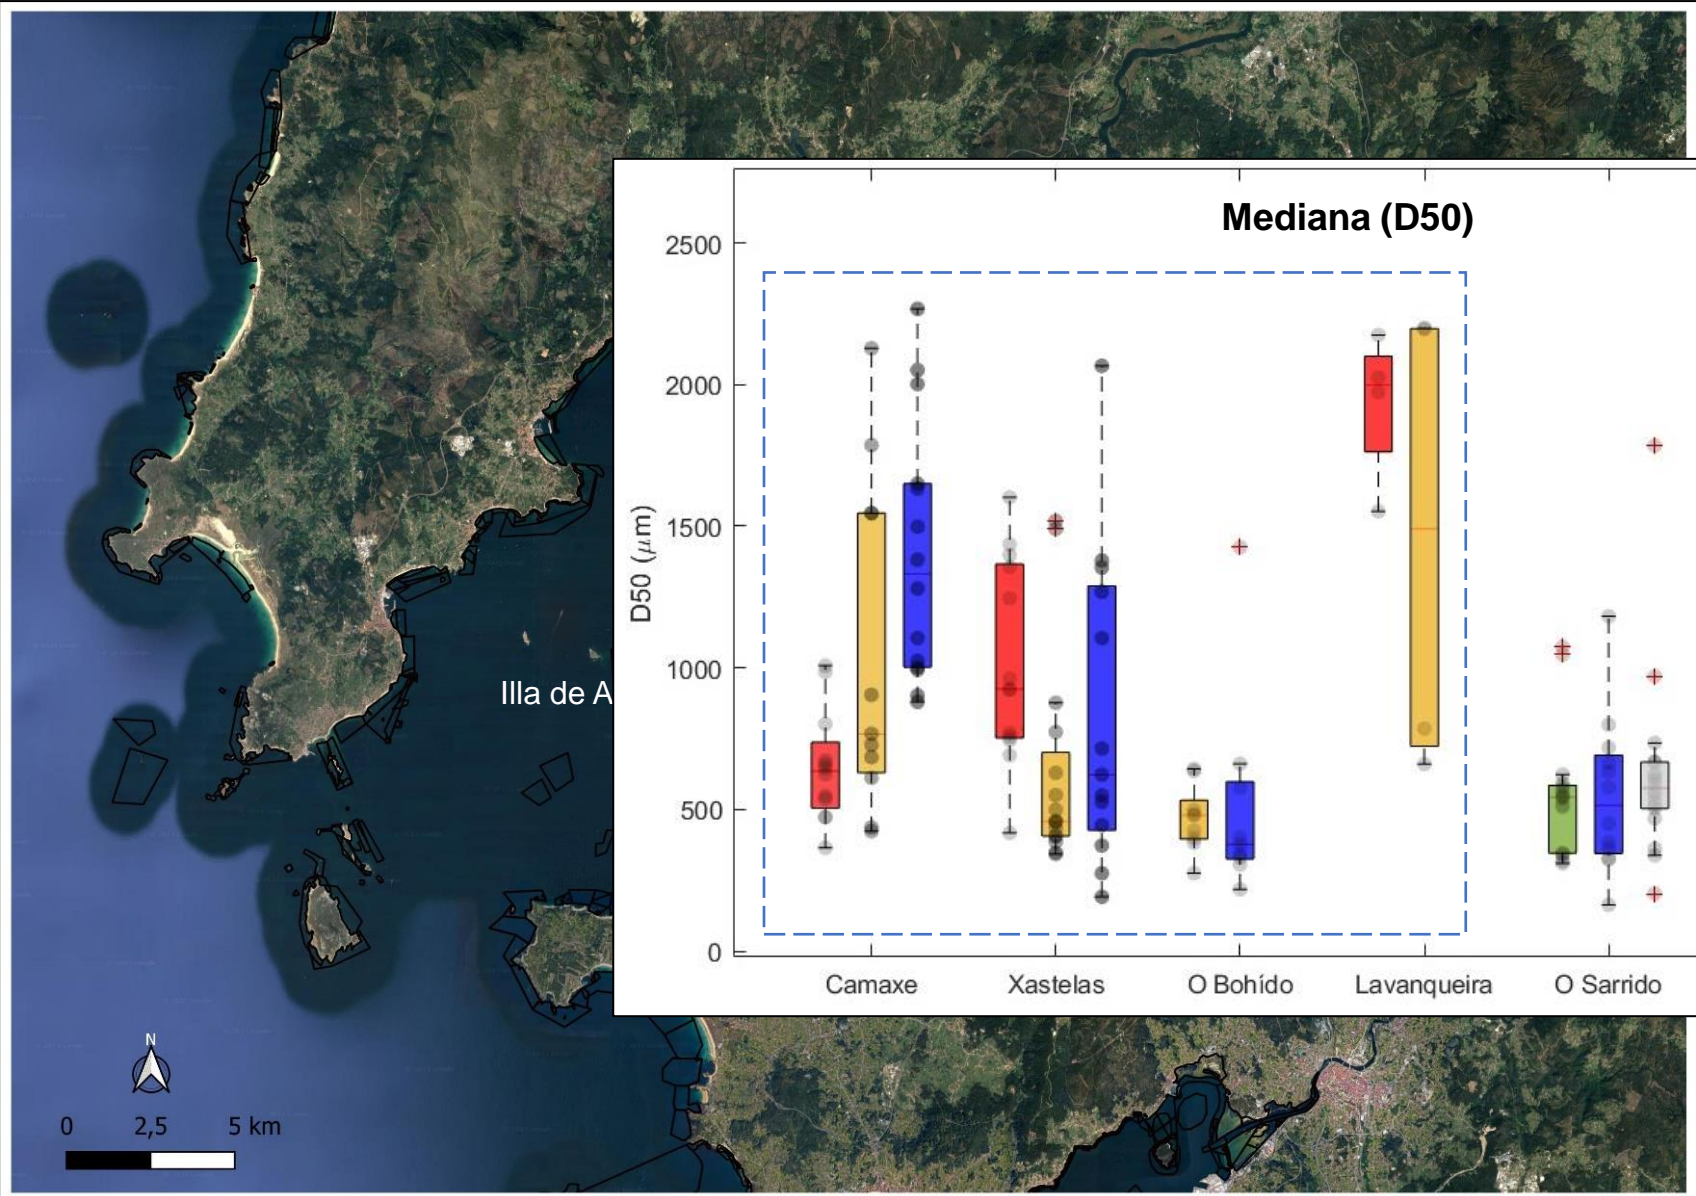 Mediana (D50)
2500
2000
1500
1000
500
0
D50 (μm)
Camaxe
Xastelas
O Bohído
Lavanqueira
O Sarrido
Illa de A
N
0
2,5
5 km